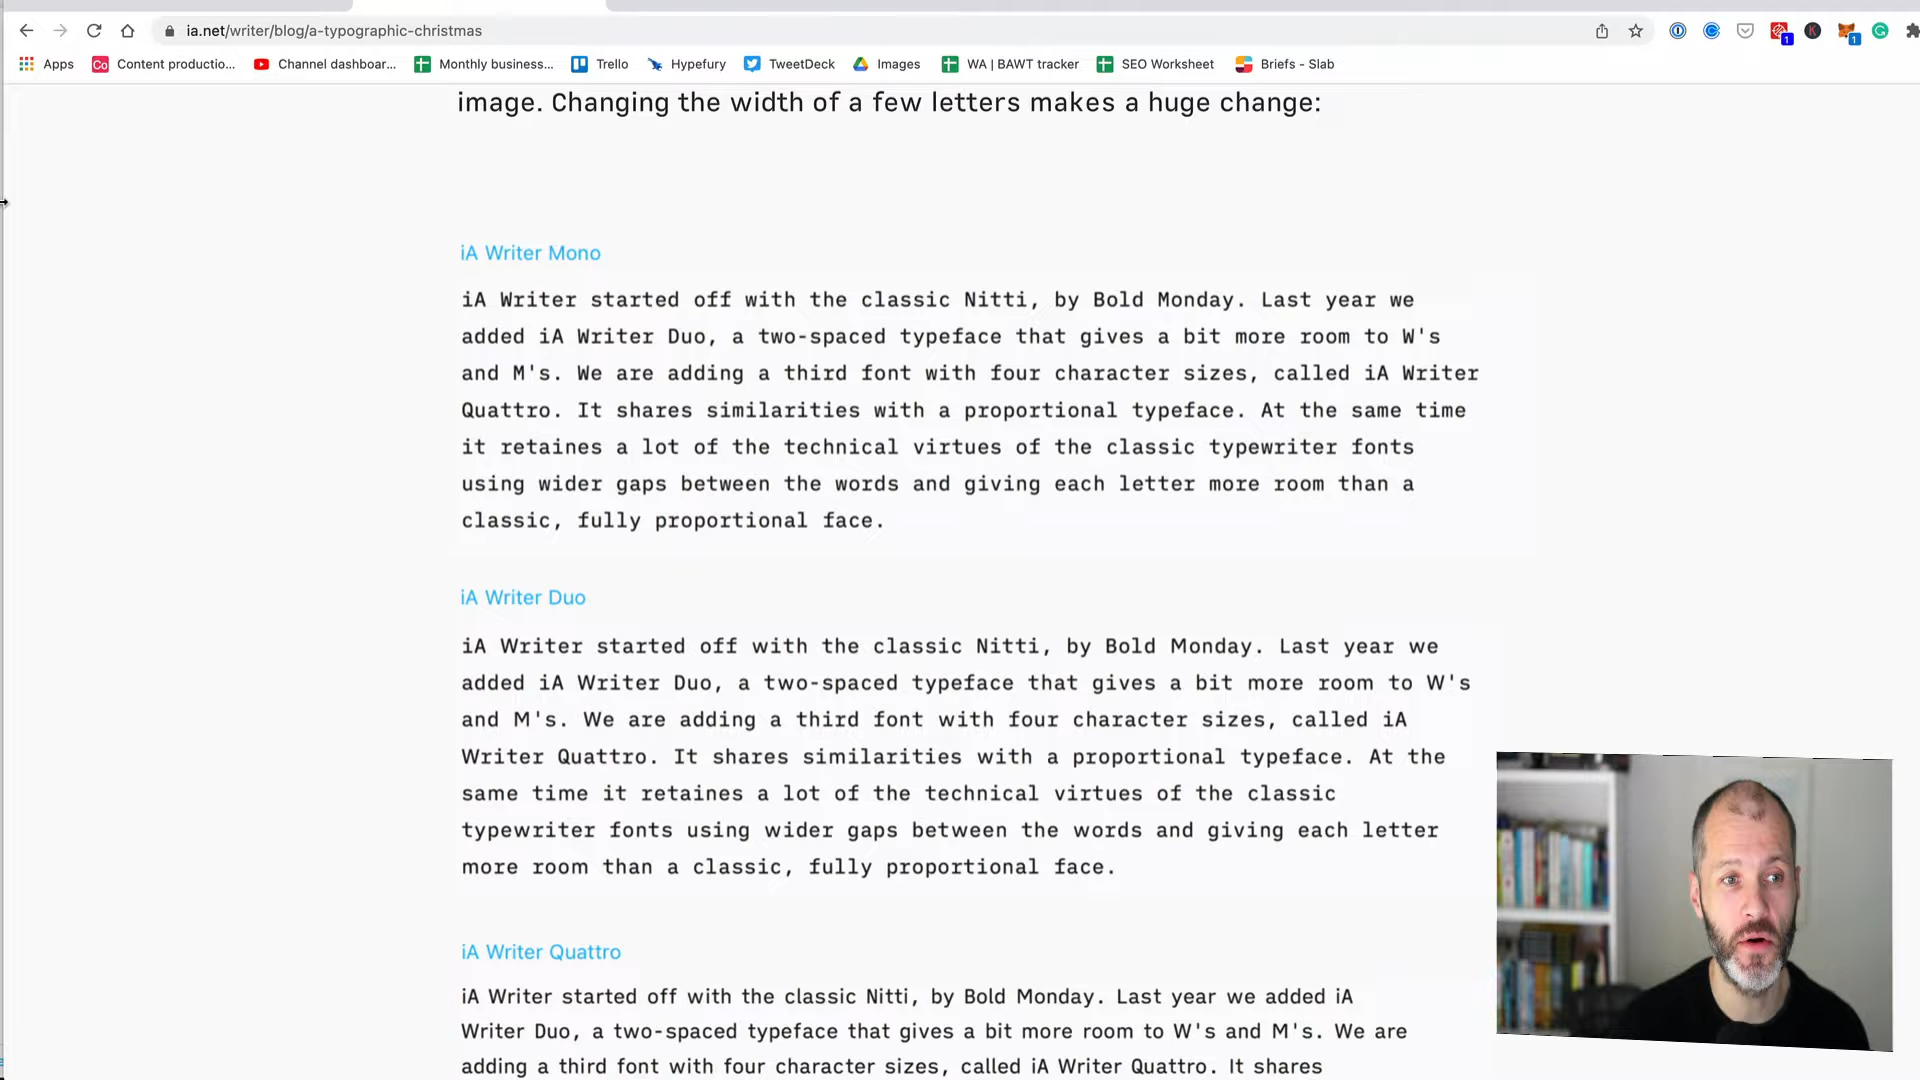 ia.net/writer/blog/a-typographic-christmas
1
1
Apps
Content productio...
Channel dashboar...
Monthly business...
Trello
Hypefury
TweetDeck
Images
WA | BAWT tracker
SEO Worksheet
Briefs - Slab
image. Changing the width of a few letters makes a huge change:
iA Writer Mono
iA Writer started off with the classic Nitti, by Bold Monday. Last year we
added iA Writer Duo, a two-spaced typeface that gives a bit more room to W's
and M's. We are adding a third font with four character sizes, called iA Writer
Quattro. It shares similarities with a proportional typeface. At the same time
it retaines a lot of the technical virtues of the classic typewriter fonts
using wider gaps between the words and giving each letter more room than a
classic, fully proportional face.
iA Writer Duo
iA Writer started off with the classic Nitti, by Bold Monday. Last year we
added iA Writer Duo, a two-spaced typeface that gives a bit more room to W's
and M's. We are adding a third font with four character sizes, called iA
Writer Quattro. It shares similarities with a proportional typeface. At the
same time it retaines a lot of the technical virtues of the classic
typewriter fonts using wider gaps between the words and giving each letter
more room than a classic, fully proportional face.
iA Writer Quattro
iA Writer started off with the classic Nitti, by Bold Monday. Last year we added iA
Writer Duo, a two-spaced typeface that gives a bit more room to W's and M's. We are
adding a third font with four character sizes, called iA Writer Quattro. It shares